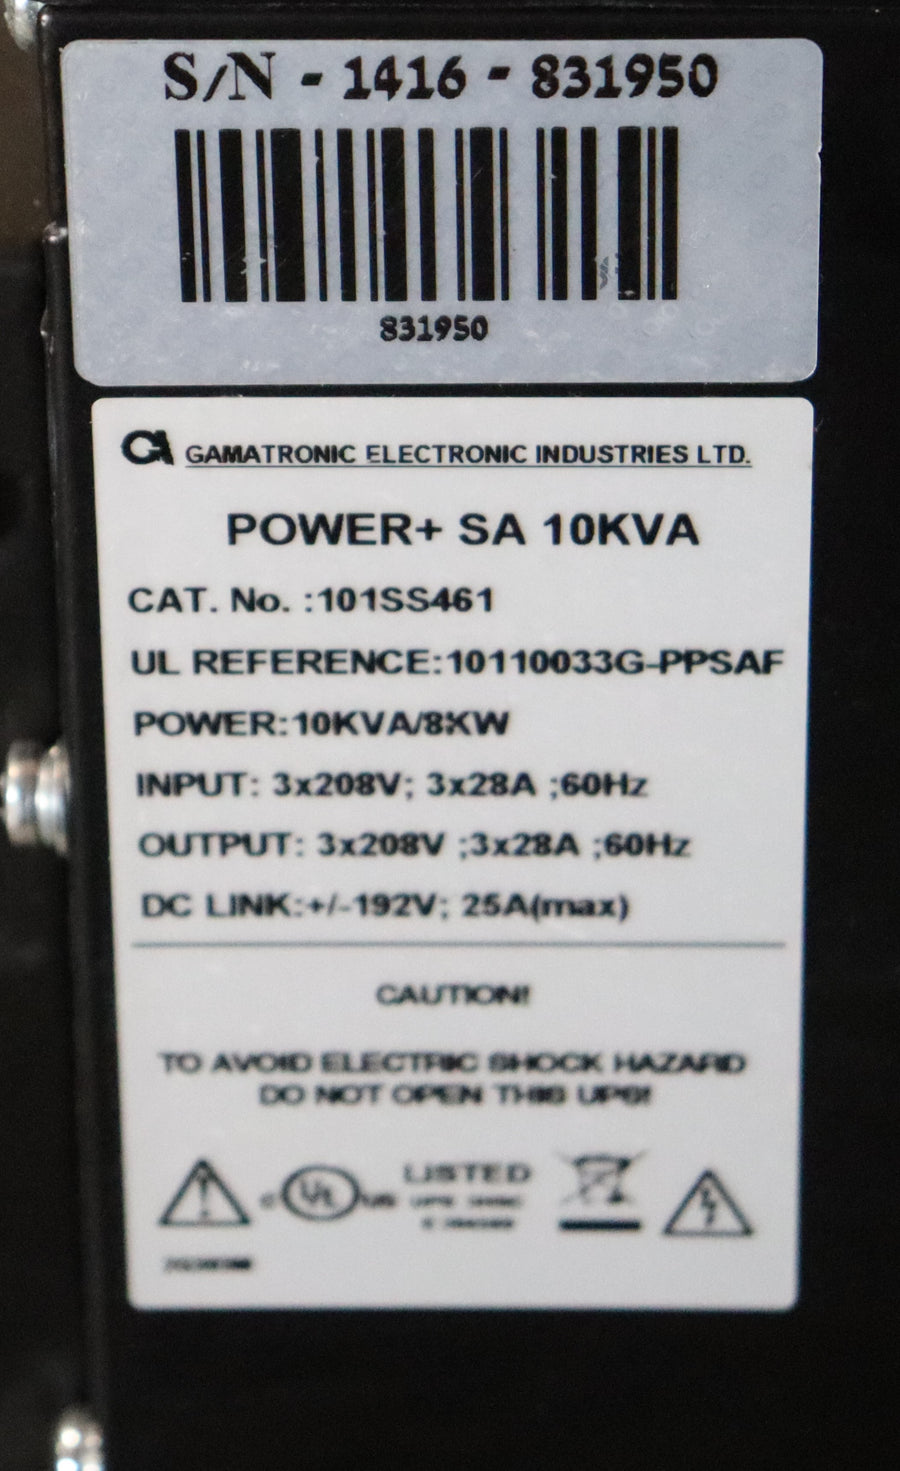 S/N - 1416 - 831950
831950
GAMATRONIC ELECTRONIC INDUSTRIES LTD.
POWER+ SA 10KVA
CAT. No. :101SS461
UL REFERENCE:10110033G-PPSAF
POWER:10KVA/8KW
INPUT: 3x208V; 3x28A ;60Hz
OUTPUT: 3x208V ;3x28A ;60Hz
DC LINK:+/-192V; 25A(max)
CAUTION!
TO AVOID ELECTRIC SHOCK HAZARD
DO NOT OPEN THIS UPS!
C UL US LISTED